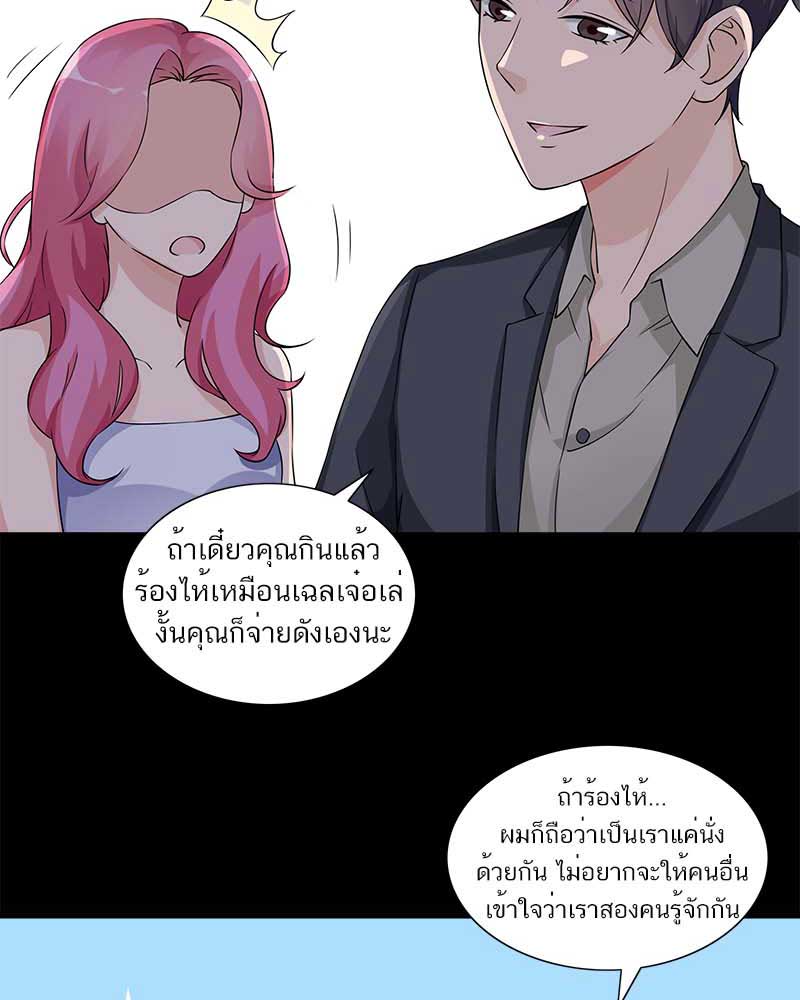 ถ้าเดี๋ยวคุณกินแล้ว
ร้องไห้เหมือนเฉลเจ๋อเล่
งั้นคุณก็จ่ายดังเองนะ
ถ้าร้องไห้...
ผมก็ถือว่าเป็นเราแค่นั่ง
ด้วยกัน ไม่อยากจะให้คนอื่น
เข้าใจว่าเราสองคนรู้จักกัน